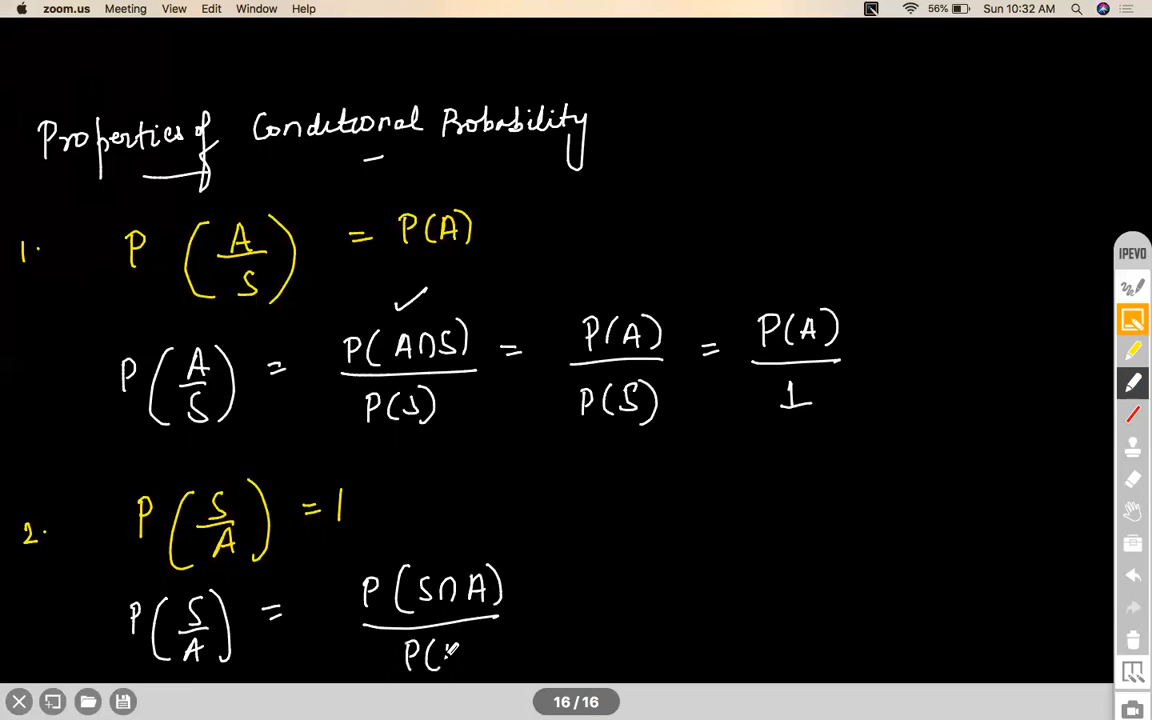 zoom.us Meeting View Edit Window Help 56% Sun 10:32 AM
Properties of Conditional Probability
1. P(A/S) = P(A)
P(A/S) = P(A∩S)/P(S) = P(A)/P(S) = P(A)/1
2. P(S/A) = 1
P(S/A) = P(S∩A)/P(
IPEVO
16/16